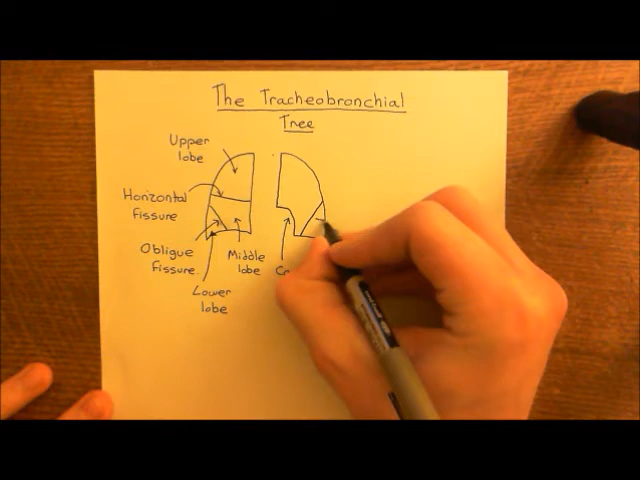 The Tracheobronchial
Tree
Upper
lobe
Horizontal
fissure
Oblique
fissure
Middle
lobe
Lower
lobe